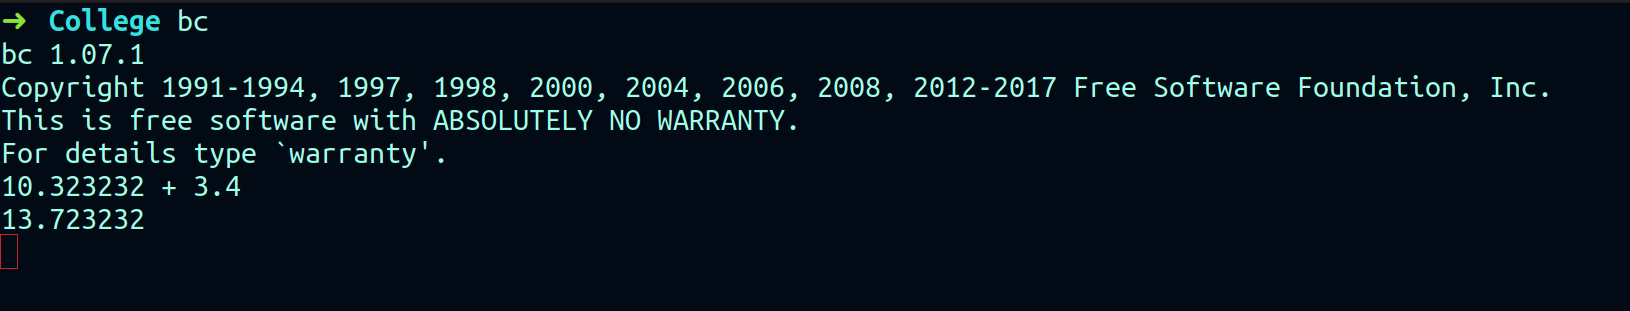 ➜ College bc
bc 1.07.1
Copyright 1991-1994, 1997, 1998, 2000, 2004, 2006, 2008, 2012-2017 Free Software Foundation, Inc.
This is free software with ABSOLUTELY NO WARRANTY.
For details type `warranty'.
10.323232 + 3.4
13.723232